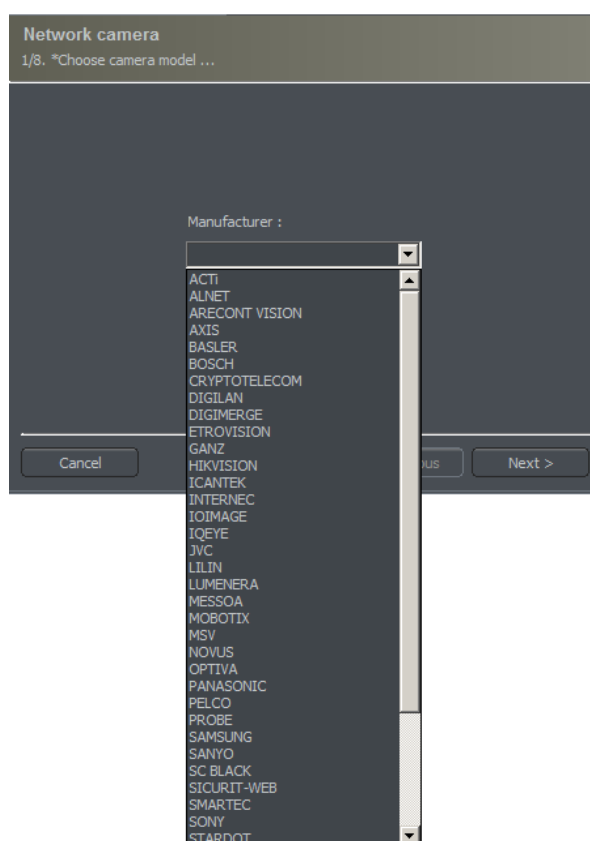 Network camera
1/8. *Choose camera model ...
Manufacturer :
ACTi
ALNET
ARECONT VISION
AXIS
BASLER
BOSCH
CRYPTOTELECOM
DIGILAN
DIGIMERGE
ETROVISION
GANZ
HIKVISION
ICANTEK
INTERNEC
IOIMAGE
IQEYE
JVC
LILIN
LUMENERA
MESSOA
MOBOTIX
MSV
NOVUS
OPTIVA
PANASONIC
PELCO
PROBE
SAMSUNG
SANYO
SC BLACK
SICURIT-WEB
SMARTEC
SONY
STARDOT
Cancel
ous
Next >